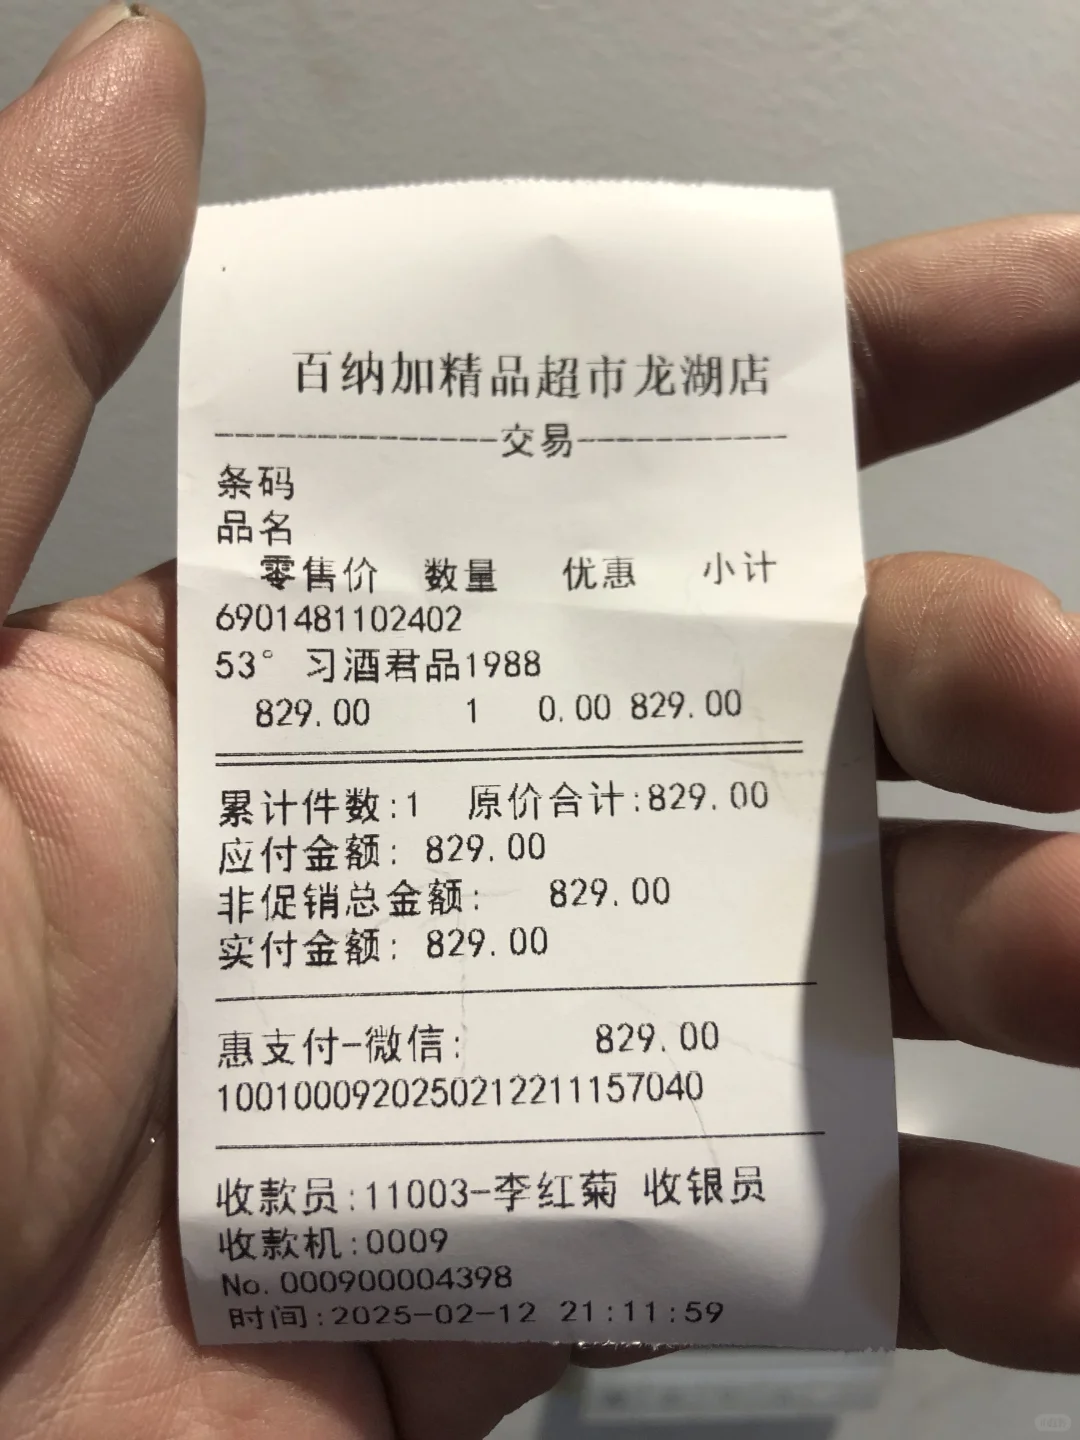 百纳加精品超市龙湖店
--------------交易--------------
条码
品名
零售价 数量 优惠 小计
6901481102402
53° 习酒君品1988
829.00 1 0.00 829.00
累计件数:1 原价合计:829.00
应付金额: 829.00
非促销总金额: 829.00
实付金额: 829.00
惠支付-微信: 829.00
1001000920250212211157040
收款员:11003-李红菊 收银员
收款机:0009
No.000900004398
时间:2025-02-12 21:11:59